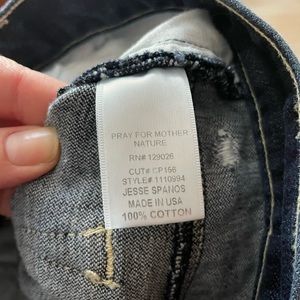 PRAY FOR MOTHER
NATURE
RN# 129026
CUT# CP156
STYLE# 1110994
JESSE SPANOS
MADE IN USA
100% COTTON